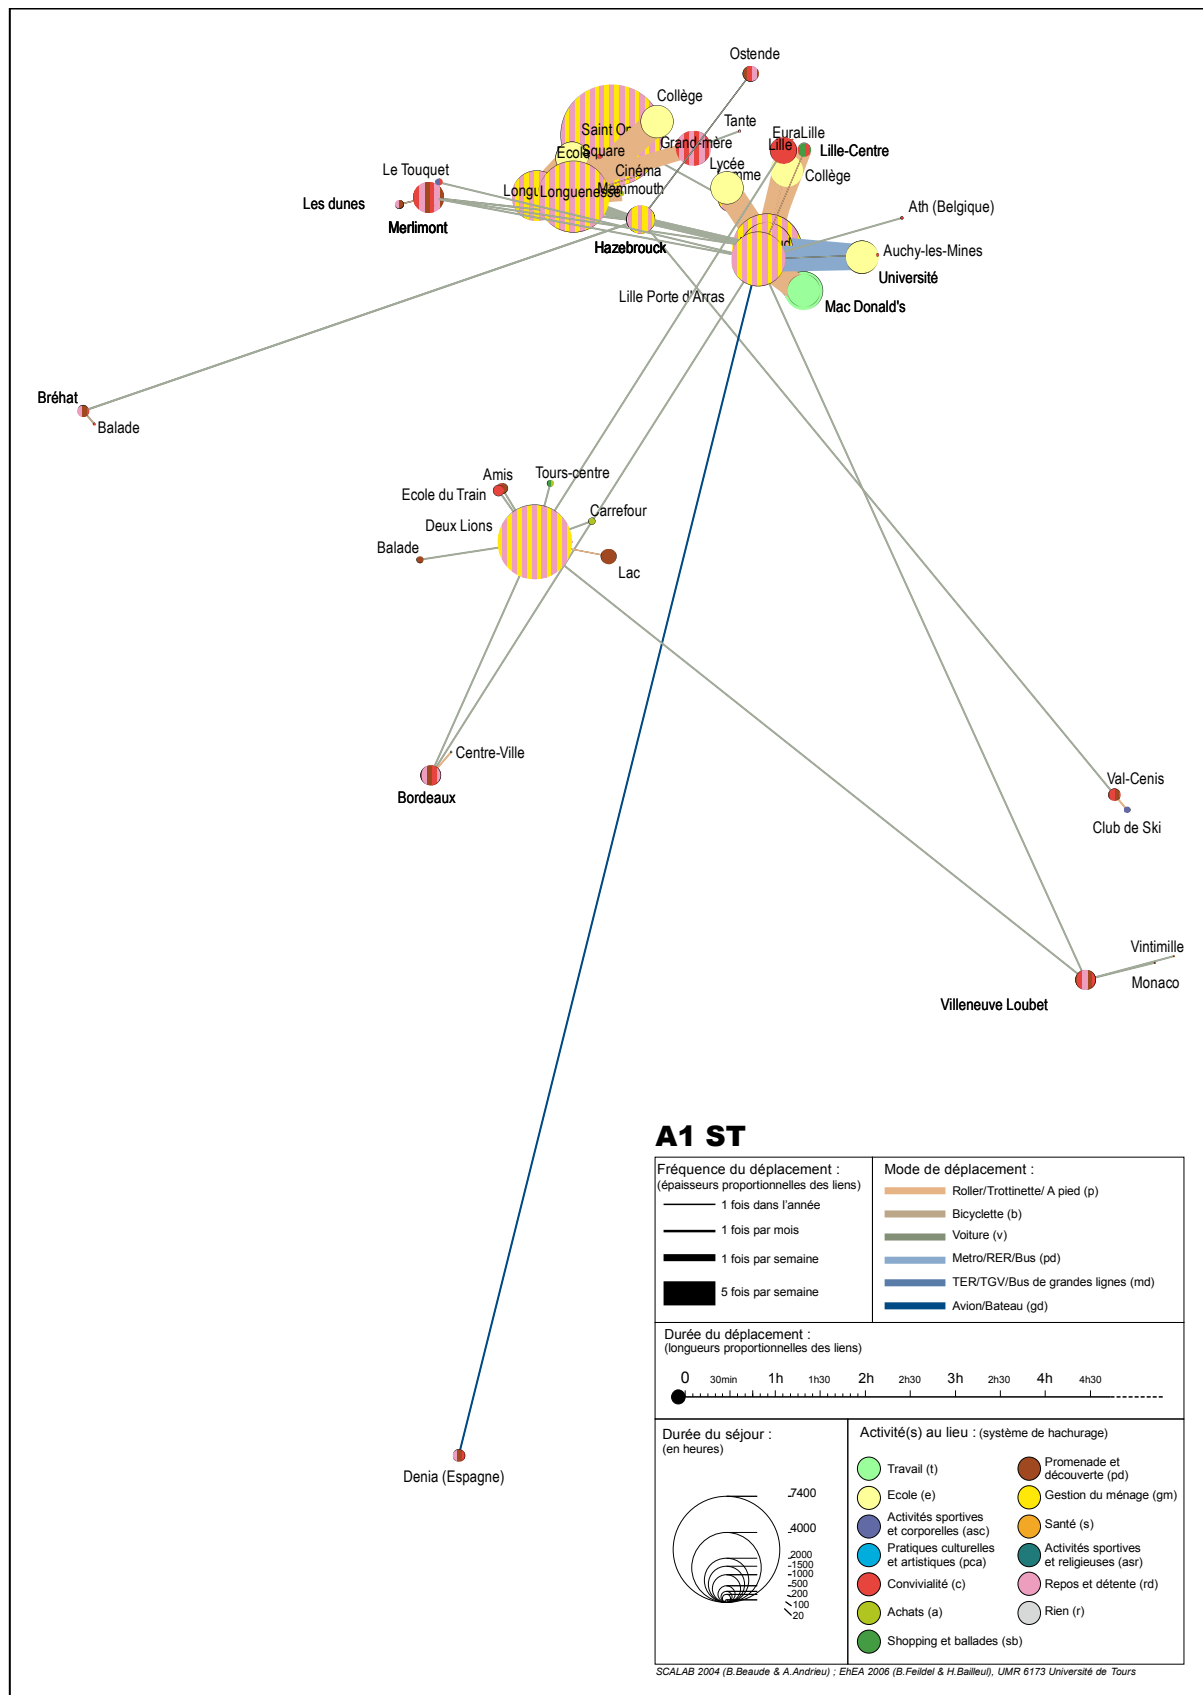 Ostende
Collège
Tante
Saint O
EuraLille
Square
Grand-mère
Lille
Lille-Centre
Ecole
Cinéma
Lycée
Le Touquet
Collège
Longuenesse
Mammouth
Les dunes
Merlimont
Ath (Belgique)
Hazebrouck
Auchy-les-Mines
Université
Lille Porte d'Arras
Mac Donald's
Bréhat
Balade
Amis
Tours-centre
Ecole du Train
Deux Lions
Carrefour
Balade
Lac
Centre-Ville
Bordeaux
Val-Cenis
Club de Ski
Vintimille
Monaco
Villeneuve Loubet
Denia (Espagne)
A1 ST
Fréquence du déplacement :
(épaisseurs proportionnelles des liens)
1 fois dans l'année
1 fois par mois
1 fois par semaine
5 fois par semaine
Mode de déplacement :
Roller/Trottinette/ A pied (p)
Bicyclette (b)
Voiture (v)
Metro/RER/Bus (pd)
TER/TGV/Bus de grandes lignes (md)
Avion/Bateau (gd)
Durée du déplacement :
(longueurs proportionnelles des liens)
0 30min 1h 1h30 2h 2h30 3h 2h30 4h 4h30
Durée du séjour :
(en heures)
7400
4000
2000
1500
1000
500
200
100
20
Activité(s) au lieu : (système de hachurage)
Travail (t)
Ecole (e)
Activités sportives
et corporelles (asc)
Pratiques culturelles
et artistiques (pca)
Convivialité (c)
Achats (a)
Shopping et ballades (sb)
Promenade et
découverte (pd)
Gestion du ménage (gm)
Santé (s)
Activités sportives
et religieuses (asr)
Repos et détente (rd)
Rien (r)
SCALAB 2004 (B.Beaude & A.Andrieu) ; EhEA 2006 (B.Feildel & H.Bailleul), UMR 6173 Université de Tours